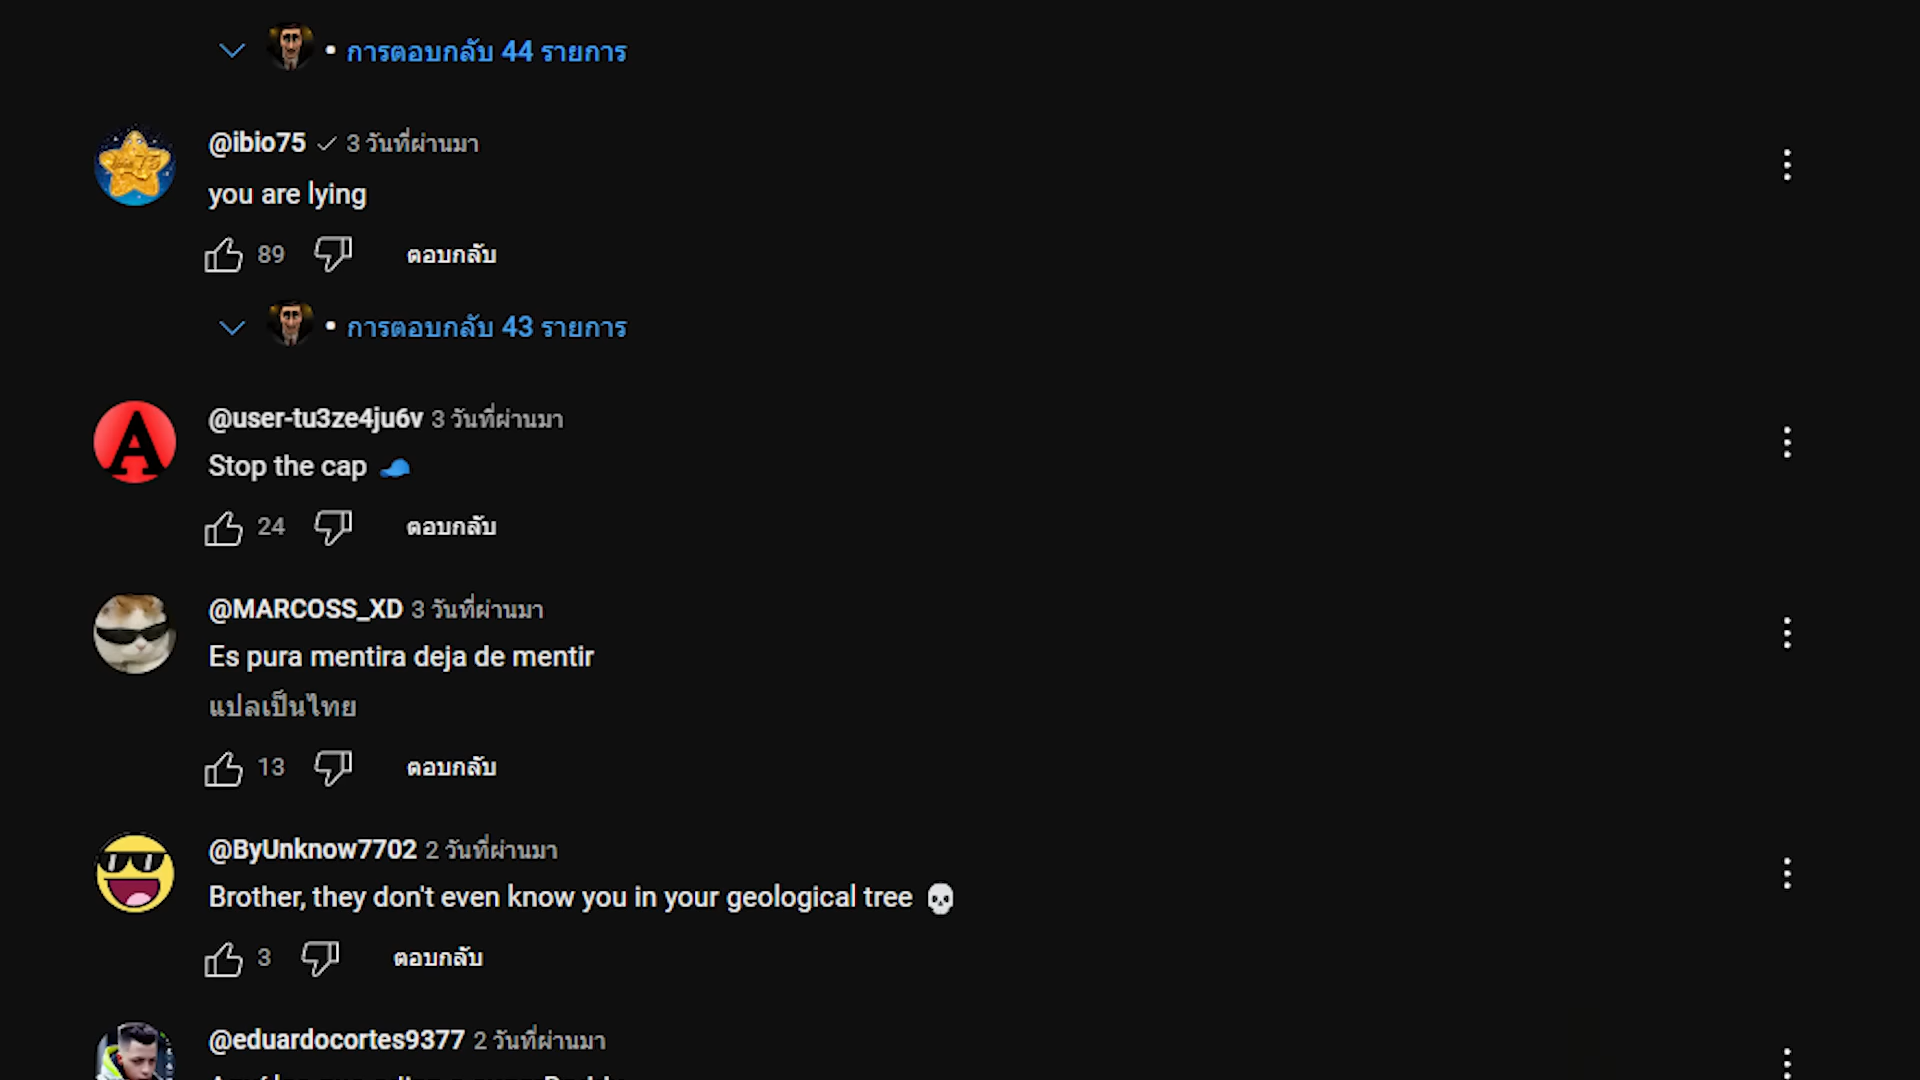 • การตอบกลับ 44 รายการ
@ibio75 3 วันที่ผ่านมา
you are lying
89 ตอบกลับ
• การตอบกลับ 43 รายการ
@user-tu3ze4ju6v 3 วันที่ผ่านมา
Stop the cap 🧢
24 ตอบกลับ
@MARCOSS_XD 3 วันที่ผ่านมา
Es pura mentira deja de mentir
แปลเป็นไทย
13 ตอบกลับ
@ByUnknow7702 2 วันที่ผ่านมา
Brother, they don't even know you in your geological tree 💀
3 ตอบกลับ
@eduardocortes9377 2 วันที่ผ่านมา